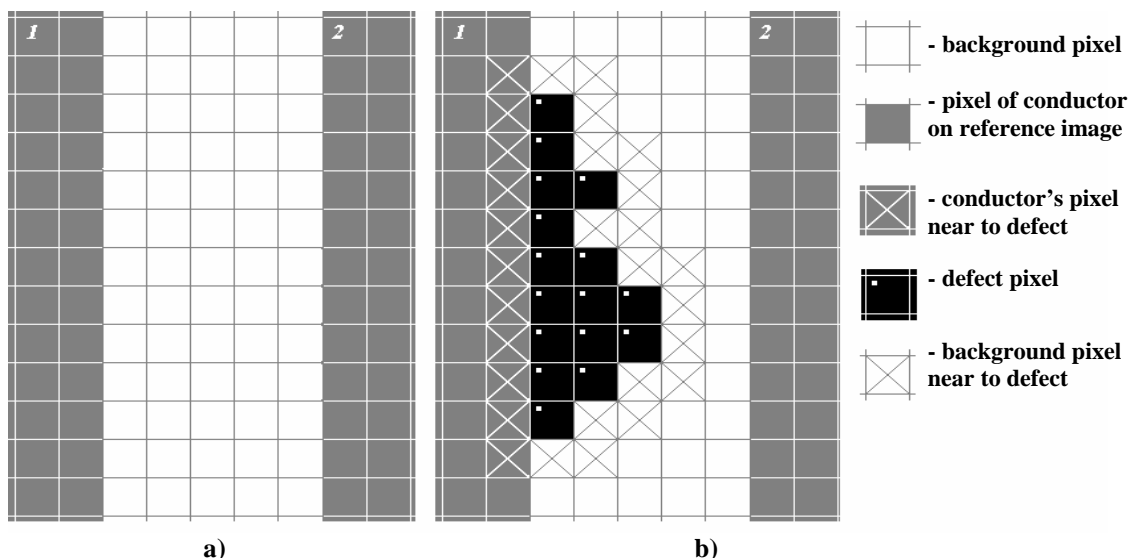 1
2
1
2
- background pixel
- pixel of conductor
on reference image
- conductor’s pixel
near to defect
- defect pixel
- background pixel
near to defect
a)
b)